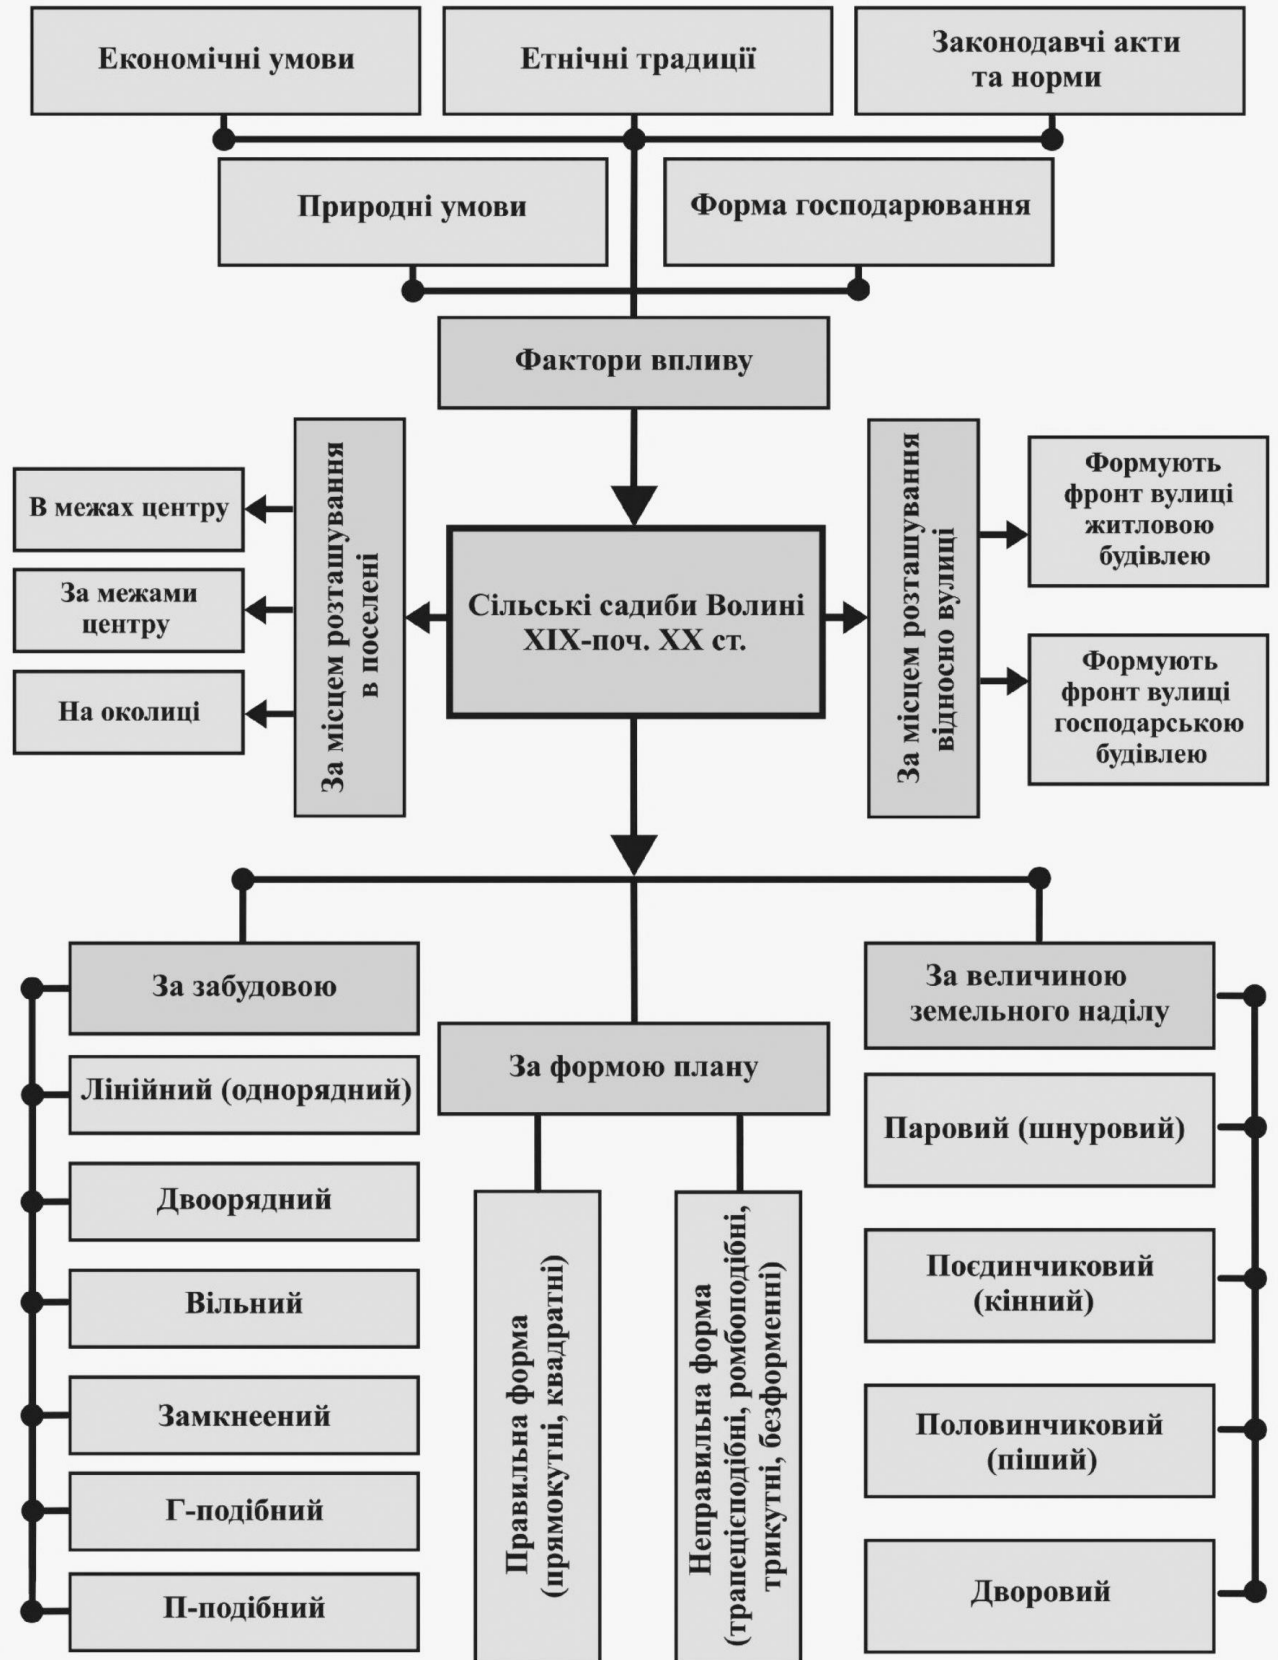 Економічні умови
Етнічні традиції
Законодавчі акти
та норми
Природні умови
Форма господарювання
Фактори впливу
За місцем розташування
в поселені
В межах центру
За межами
центру
На околиці
Сільські садиби Волині
XIX-поч. XX ст.
За місцем розташування
відносно вулиці
Формують
фронт вулиці
житловою
будівлею
Формують
фронт вулиці
господарською
будівлею
За забудовою
Лінійний (однорядний)
Двоорядний
Вільний
Замкнеений
Г-подібний
П-подібний
За формою плану
Правильна форма
(прямокутні, квадратні)
Неправильна форма
(трапецієподібні, ромбоподібні,
трикутні, безформенні)
За величиною
земельного наділу
Паровий (шнуровий)
Поєдинчиковий
(кінний)
Половинчиковий
(піший)
Дворовий